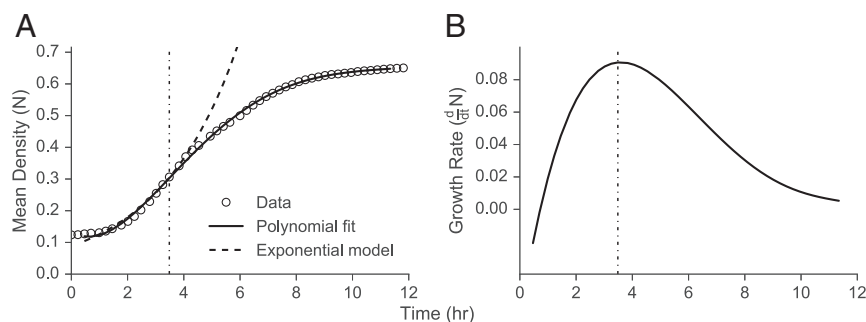 A
Mean Density (N)
0.7
0.6
0.5
0.4
0.3
0.2
0.1
0.0
0 2 4 6 8 10 12
Data
Polynomial fit
Exponential model
Time (hr)
B
Growth Rate (d/dt N)
0.08
0.06
0.04
0.02
0.00
0 2 4 6 8 10 12